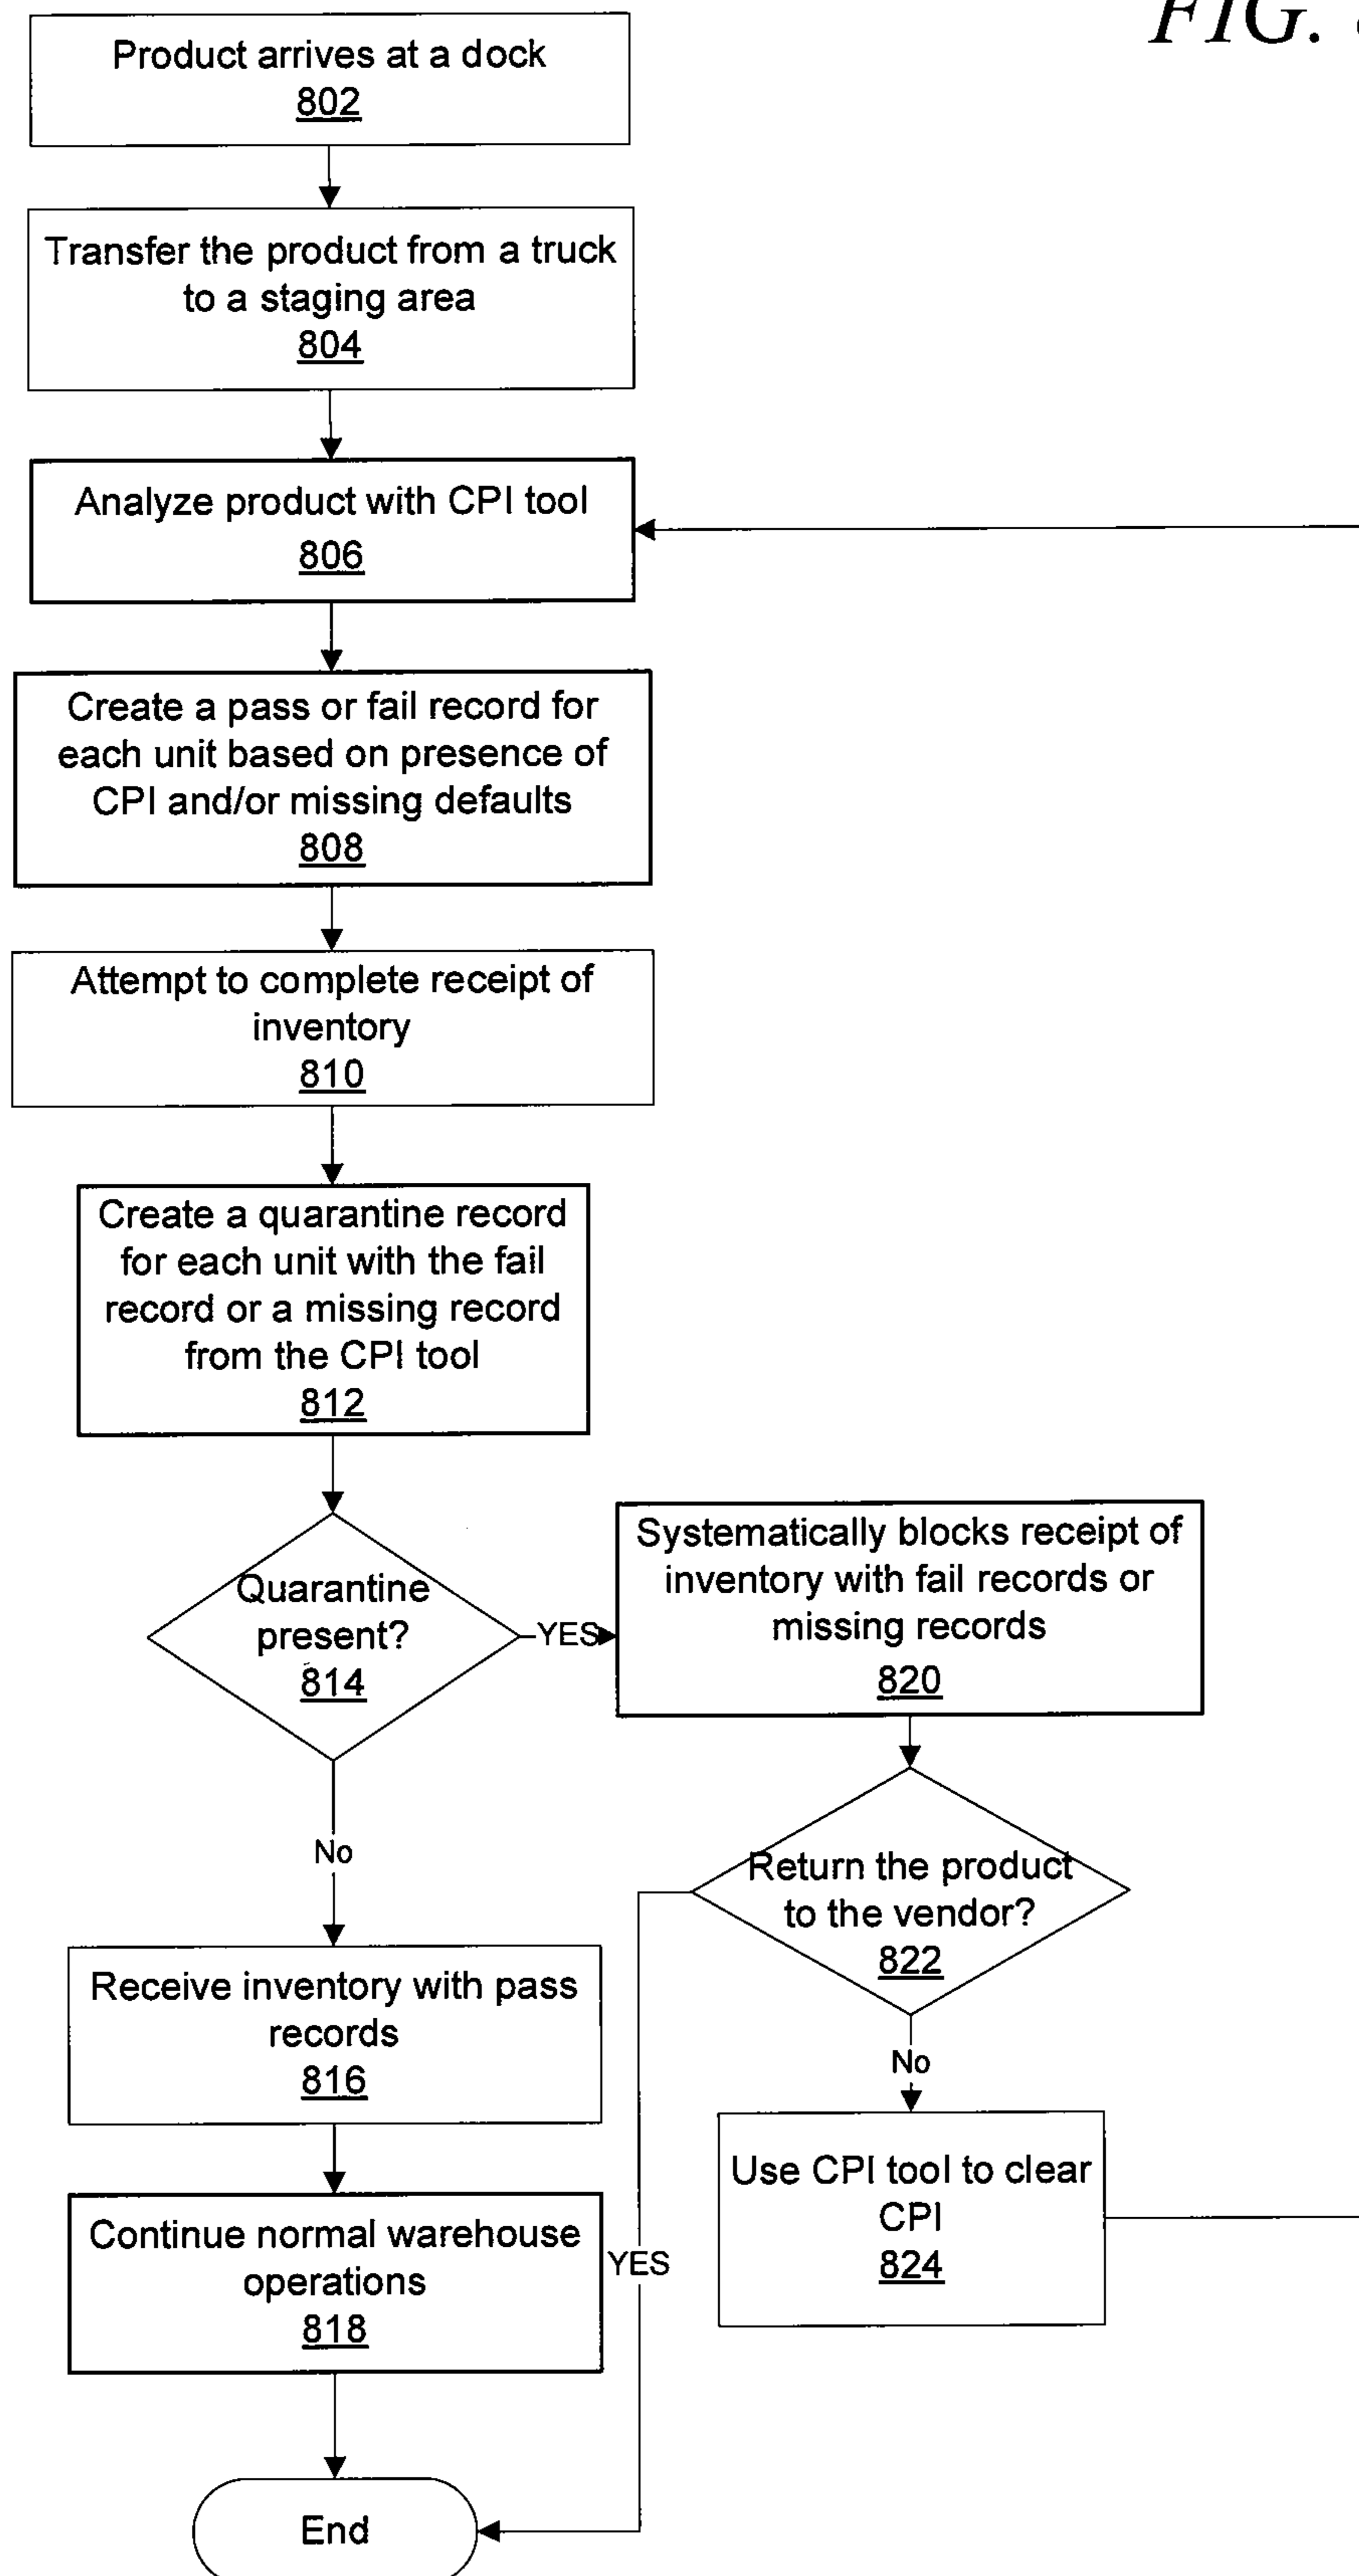 FIG.
Product arrives at a dock
802
Transfer the product from a truck
to a staging area
804
Analyze product with CPI tool
806
Create a pass or fail record for
each unit based on presence of
CPI and/or missing defaults
808
Attempt to complete receipt of
inventory
810
Create a quarantine record
for each unit with the fail
record or a missing record
from the CPI tool
812
Quarantine
present?
814
YES
Systematically blocks receipt of
inventory with fail records or
missing records
820
No
Return the product
to the vendor?
822
Receive inventory with pass
records
816
No
Use CPI tool to clear
CPI
824
Continue normal warehouse
operations
818
YES
End